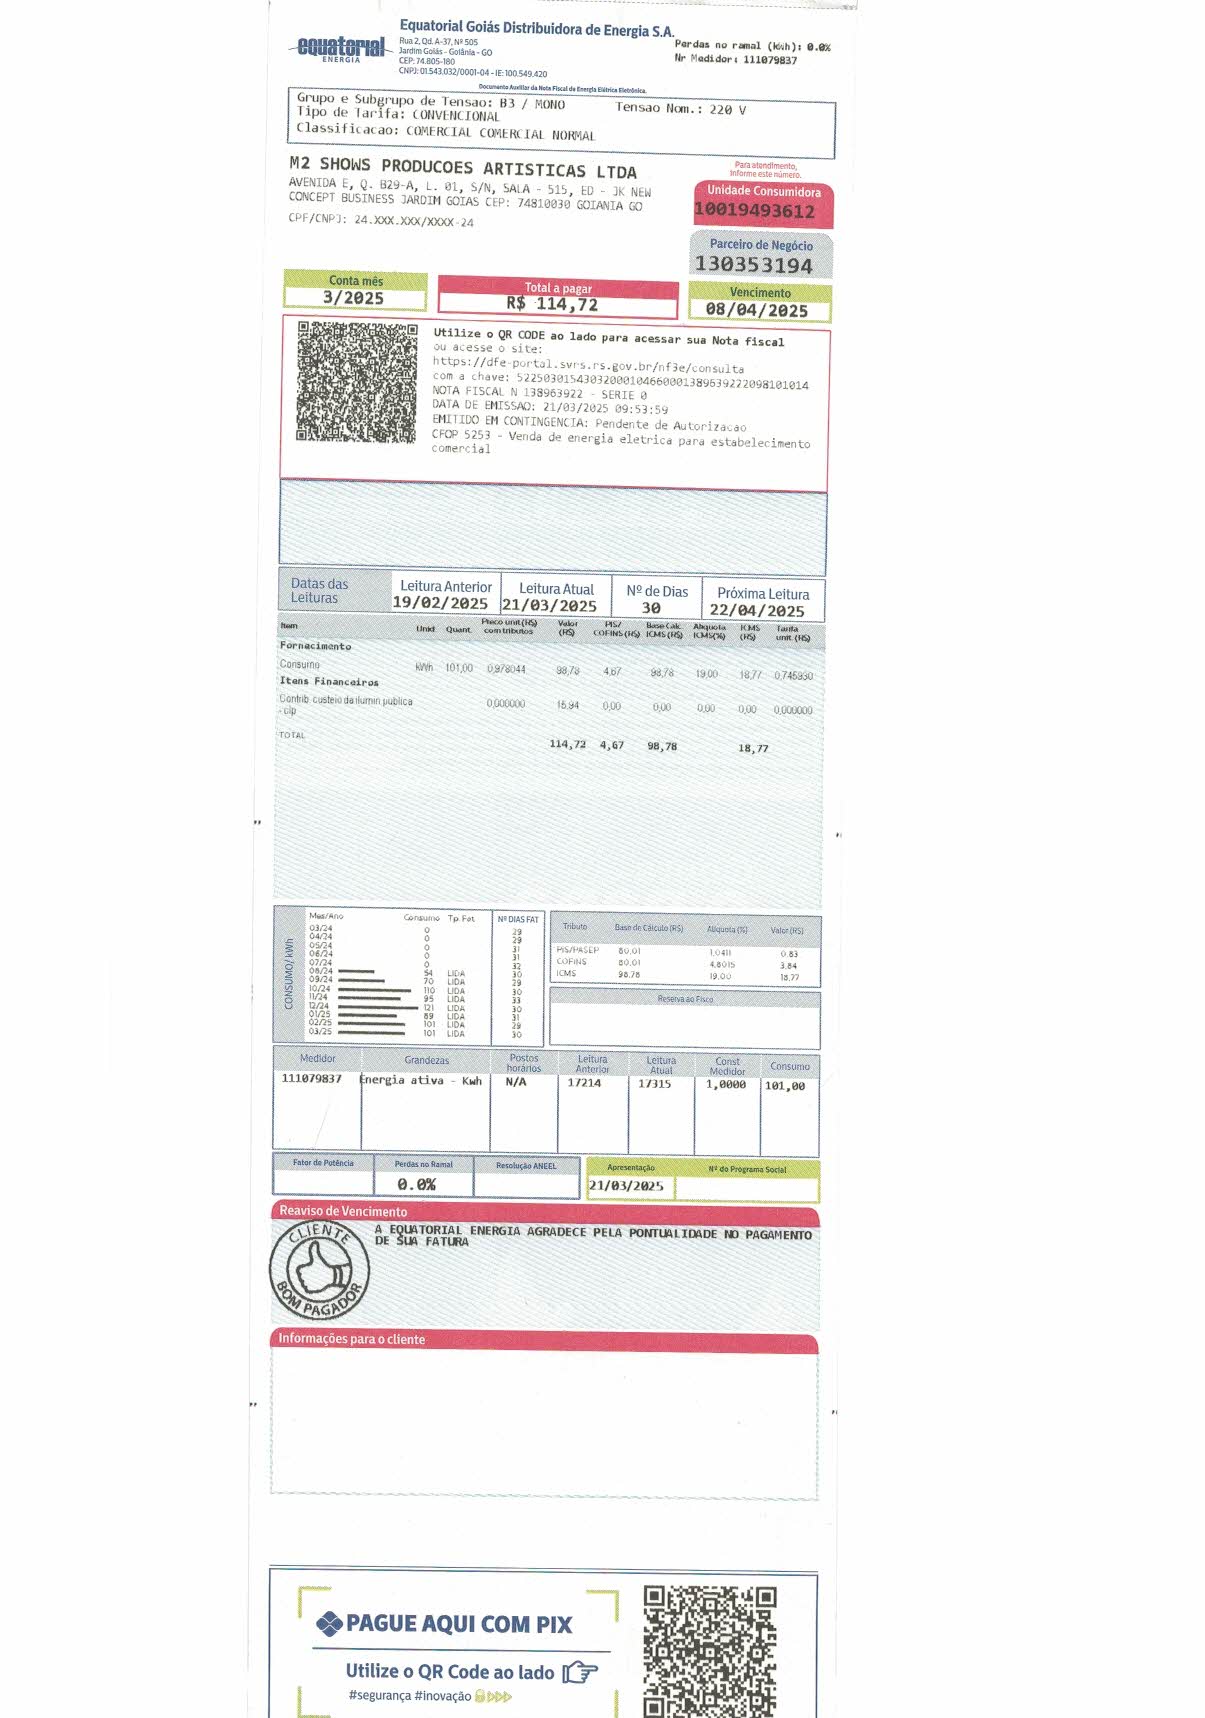 equatorial
ENERGIA
Equatorial Goiás Distribuidora de Energia S.A.
Rua 2, Qd. A-37, Nº 505
Jardim Goiás - Goiânia - GO
CEP: 74.805-180
CNPJ: 01.543.032/0001-04 - IE: 100.549.420
Perdas no ramal (kwh): 0.0%
Nr Medidor: 111079837
Documento Auxiliar da Nota Fiscal de Energia Elétrica Eletrônica.
Grupo e Subgrupo de Tensao: B3 / MONO Tensao Nom.: 220 V
Tipo de Tarifa: CONVENCIONAL
Classificacao: COMERCIAL COMERCIAL NORMAL
M2 SHOWS PRODUCOES ARTISTICAS LTDA
AVENIDA E, Q. B29-A, L. 01, S/N, SALA - 515, ED - JK NEW
CONCEPT BUSINESS JARDIM GOIAS CEP: 74810030 GOIANIA GO
CPF/CNPJ: 24.XXX.XXX/XXXX-24
Para atendimento,
Informe este número.
Unidade Consumidora
10019493612
Parceiro de Negócio
130353194
Conta mês
3/2025
Total a pagar
R$ 114,72
Vencimento
08/04/2025
Utilize o QR CODE ao lado para acessar sua Nota fiscal
ou acesse o site:
https://dfe-portal.svrs.rs.gov.br/nf3e/consulta
com a chave: 52250301543032000104660001389639222098101014
NOTA FISCAL N 138963922 - SERIE 0
DATA DE EMISSAO: 21/03/2025 09:53:59
EMITIDO EM CONTINGENCIA: Pendente de Autorizacao
CFOP 5253 - Venda de energia eletrica para estabelecimento
comercial
Datas das Leituras
Leitura Anterior 19/02/2025
Leitura Atual 21/03/2025
Nº de Dias 30
Próxima Leitura 22/04/2025
Item Unid Quant. Preco unit.(R$) com tributos Valor (R$) PIS/ COFINS (R$) Base Calc. ICMS (R$) Aliquota ICMS(%) ICMS (R$) Tarifa unit. (R$)
Fornecimento
Consumo kWh 101,00 0,978044 98,78 4,67 98,78 19,00 18,77 0,745930
Itens Financeiros
Contrib. custeio da ilumin publica - cip 0,000000 15,94 0,00 0,00 0,00 0,00 0,000000
TOTAL 114,72 4,67 98,78 18,77
CONSUMO/ kWh
Mes/Ano Consumo Tp. Fat Nº DIAS FAT
03/24 0 29
04/24 0 29
05/24 0 31
06/24 0 31
07/24 0 32
08/24 54 LIDA 30
09/24 70 LIDA 29
10/24 110 LIDA 30
11/24 95 LIDA 33
12/24 121 LIDA 30
01/25 89 LIDA 31
02/25 101 LIDA 29
03/25 101 LIDA 30
Tributo Base de Cálculo (R$) Alíquota (%) Valor (R$)
PIS/PASEP 80,01 1,0411 0,83
COFINS 80,01 4,8015 3,84
ICMS 98,78 19,00 18,77
Reserva ao Fisco
Medidor Grandezas Postos horários Leitura Anterior Leitura Atual Const Medidor Consumo
111079837 Energia ativa - Kwh N/A 17214 17315 1,0000 101,00
Fator de Potência
Perdas no Ramal
0.0%
Resolução ANEEL
Apresentação
21/03/2025
Nº do Programa Social
Reaviso de Vencimento
CLIENTE
BOM PAGADOR
A EQUATORIAL ENERGIA AGRADECE PELA PONTUALIDADE NO PAGAMENTO
DE SUA FATURA
Informações para o cliente
PAGUE AQUI COM PIX
Utilize o QR Code ao lado
#segurança #inovação